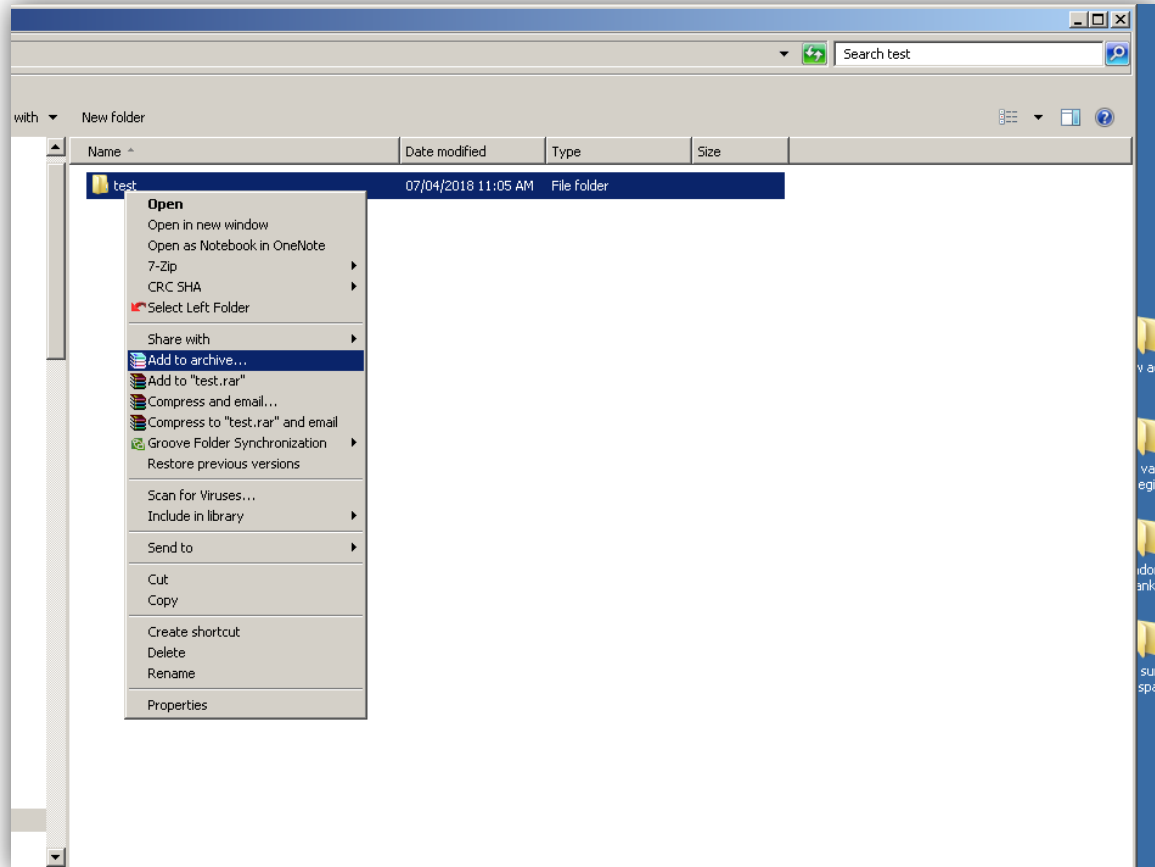 Search test
with
New folder
Name
Date modified
Type
Size
test
07/04/2018 11:05 AM
File folder
Open
Open in new window
Open as Notebook in OneNote
7-Zip
CRC SHA
Select Left Folder
Share with
Add to archive...
Add to "test.rar"
Compress and email...
Compress to "test.rar" and email
Groove Folder Synchronization
Restore previous versions
Scan for Viruses...
Include in library
Send to
Cut
Copy
Create shortcut
Delete
Rename
Properties